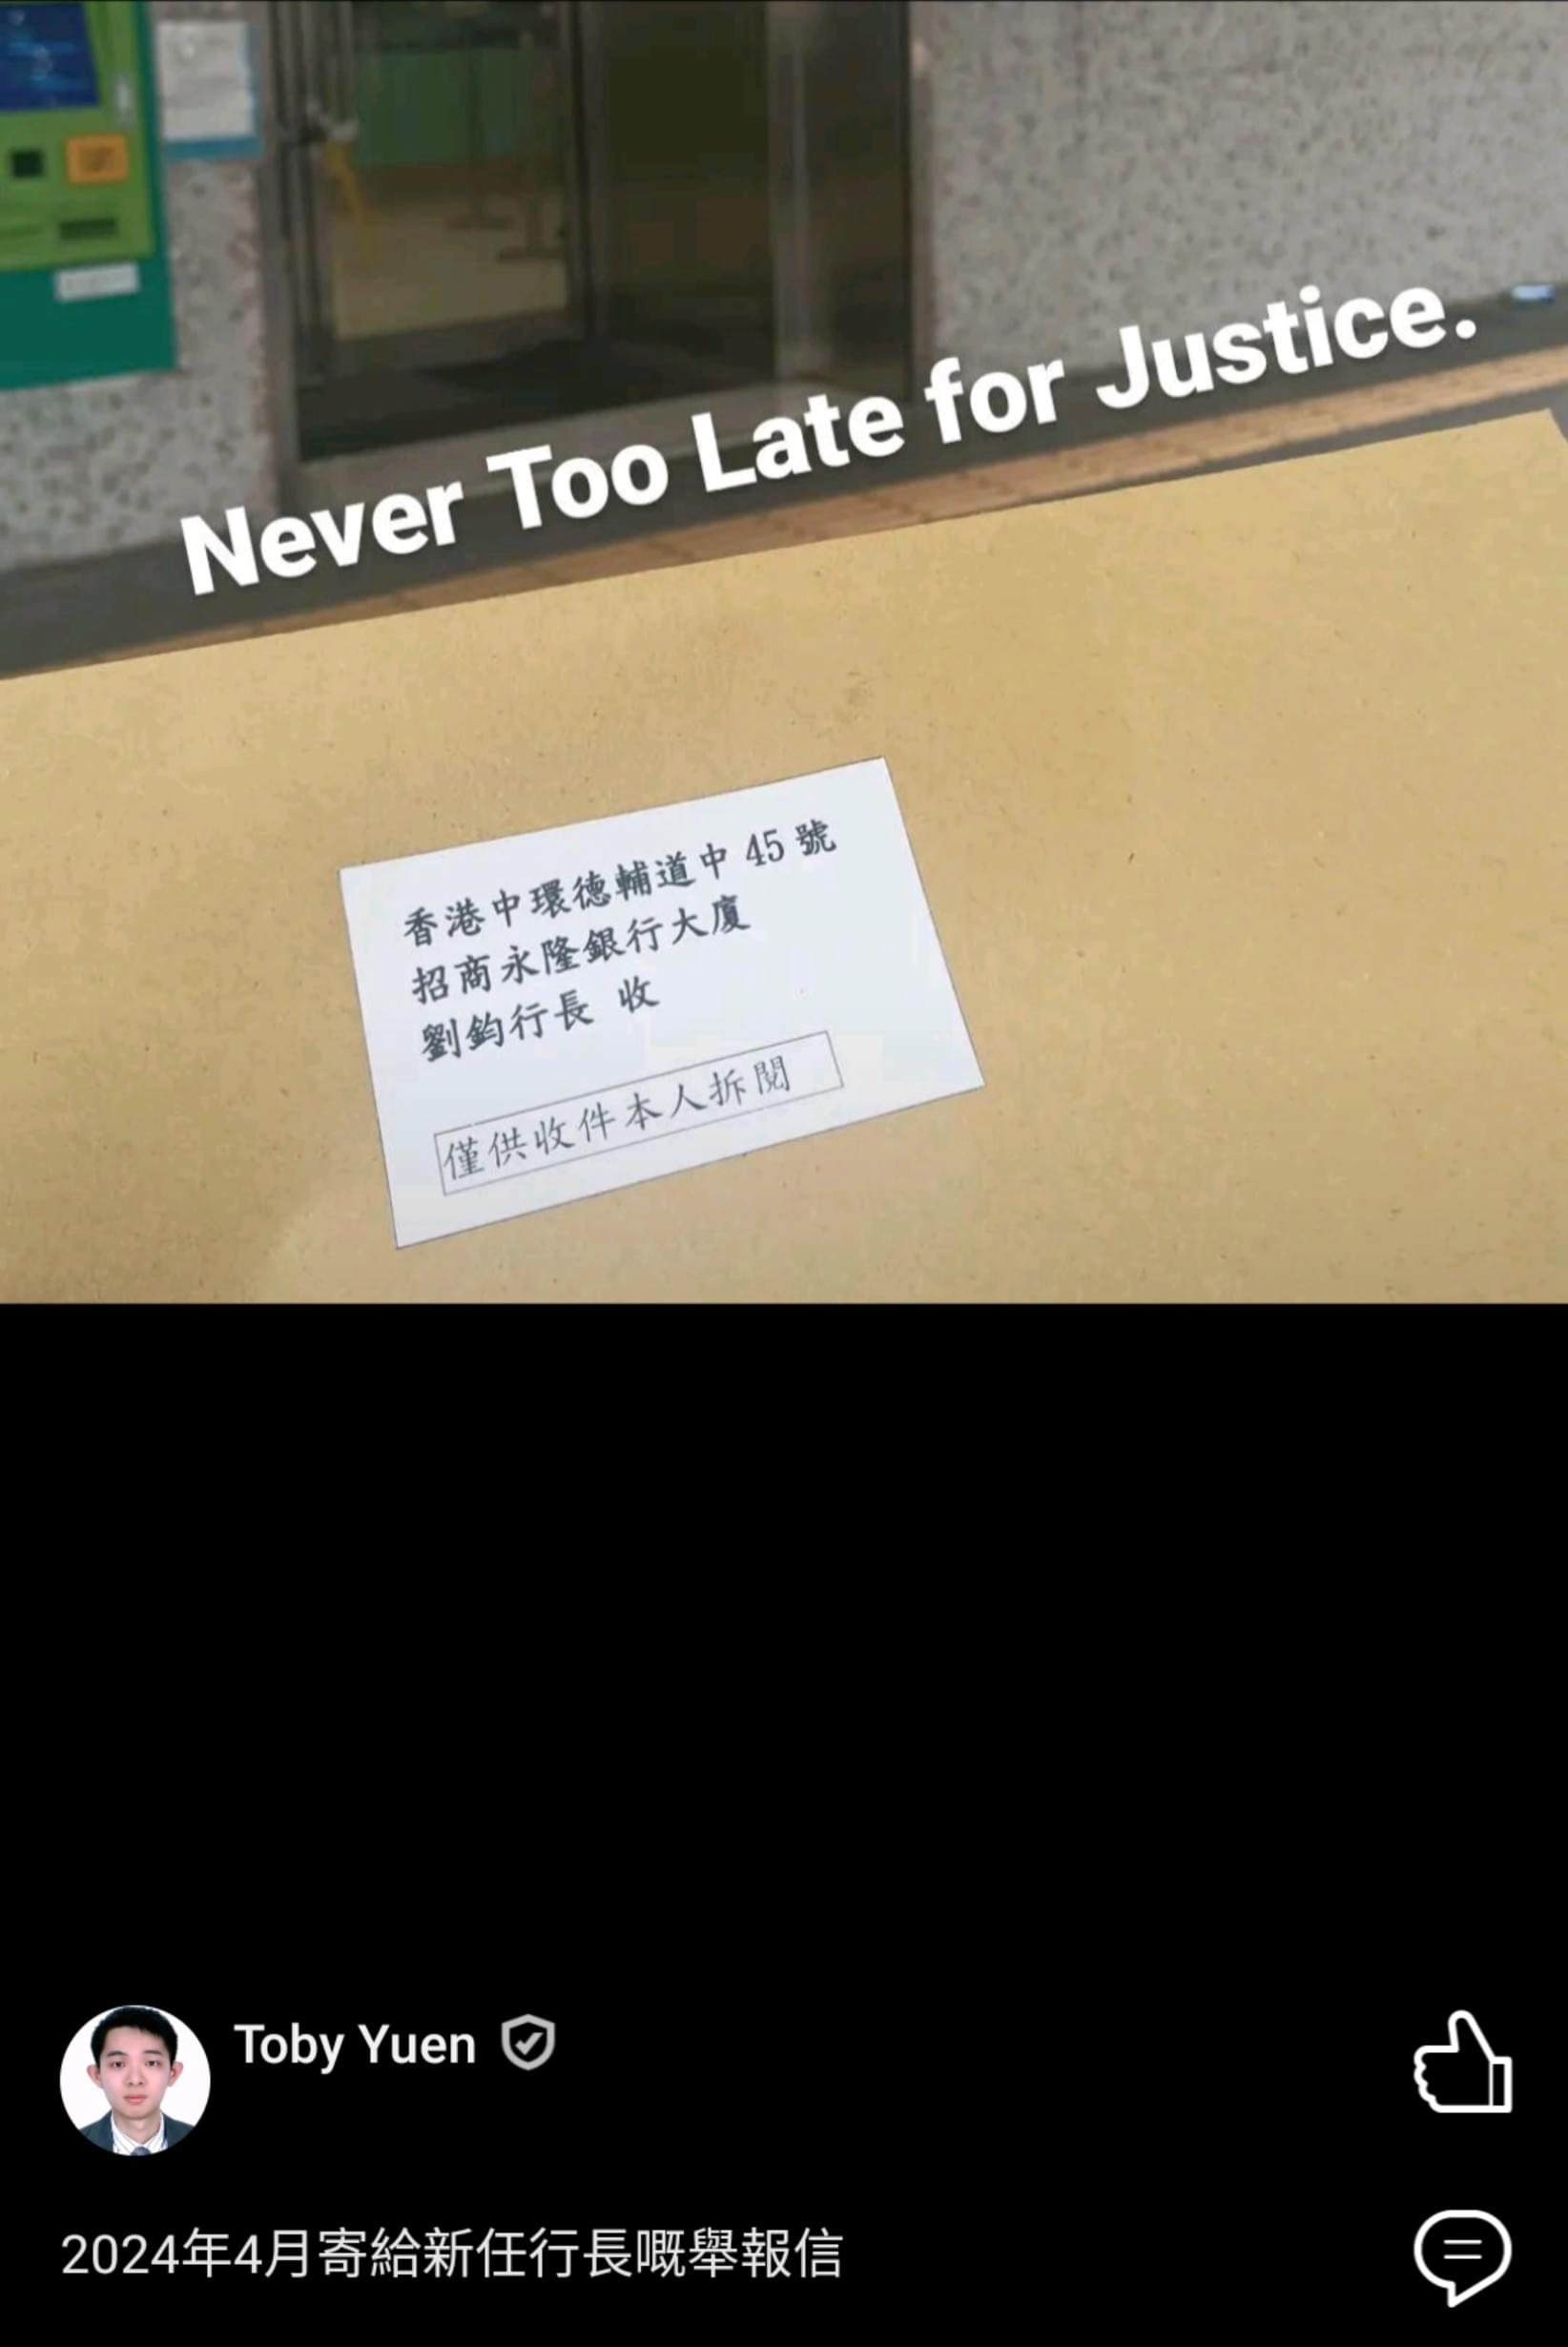 Never Too Late for Justice.
香港中環德輔道中 45 號
招商永隆銀行大廈
劉鈞行長 收
僅供收件本人拆閱
Toby Yuen
2024年4月寄給新任行長嘅舉報信